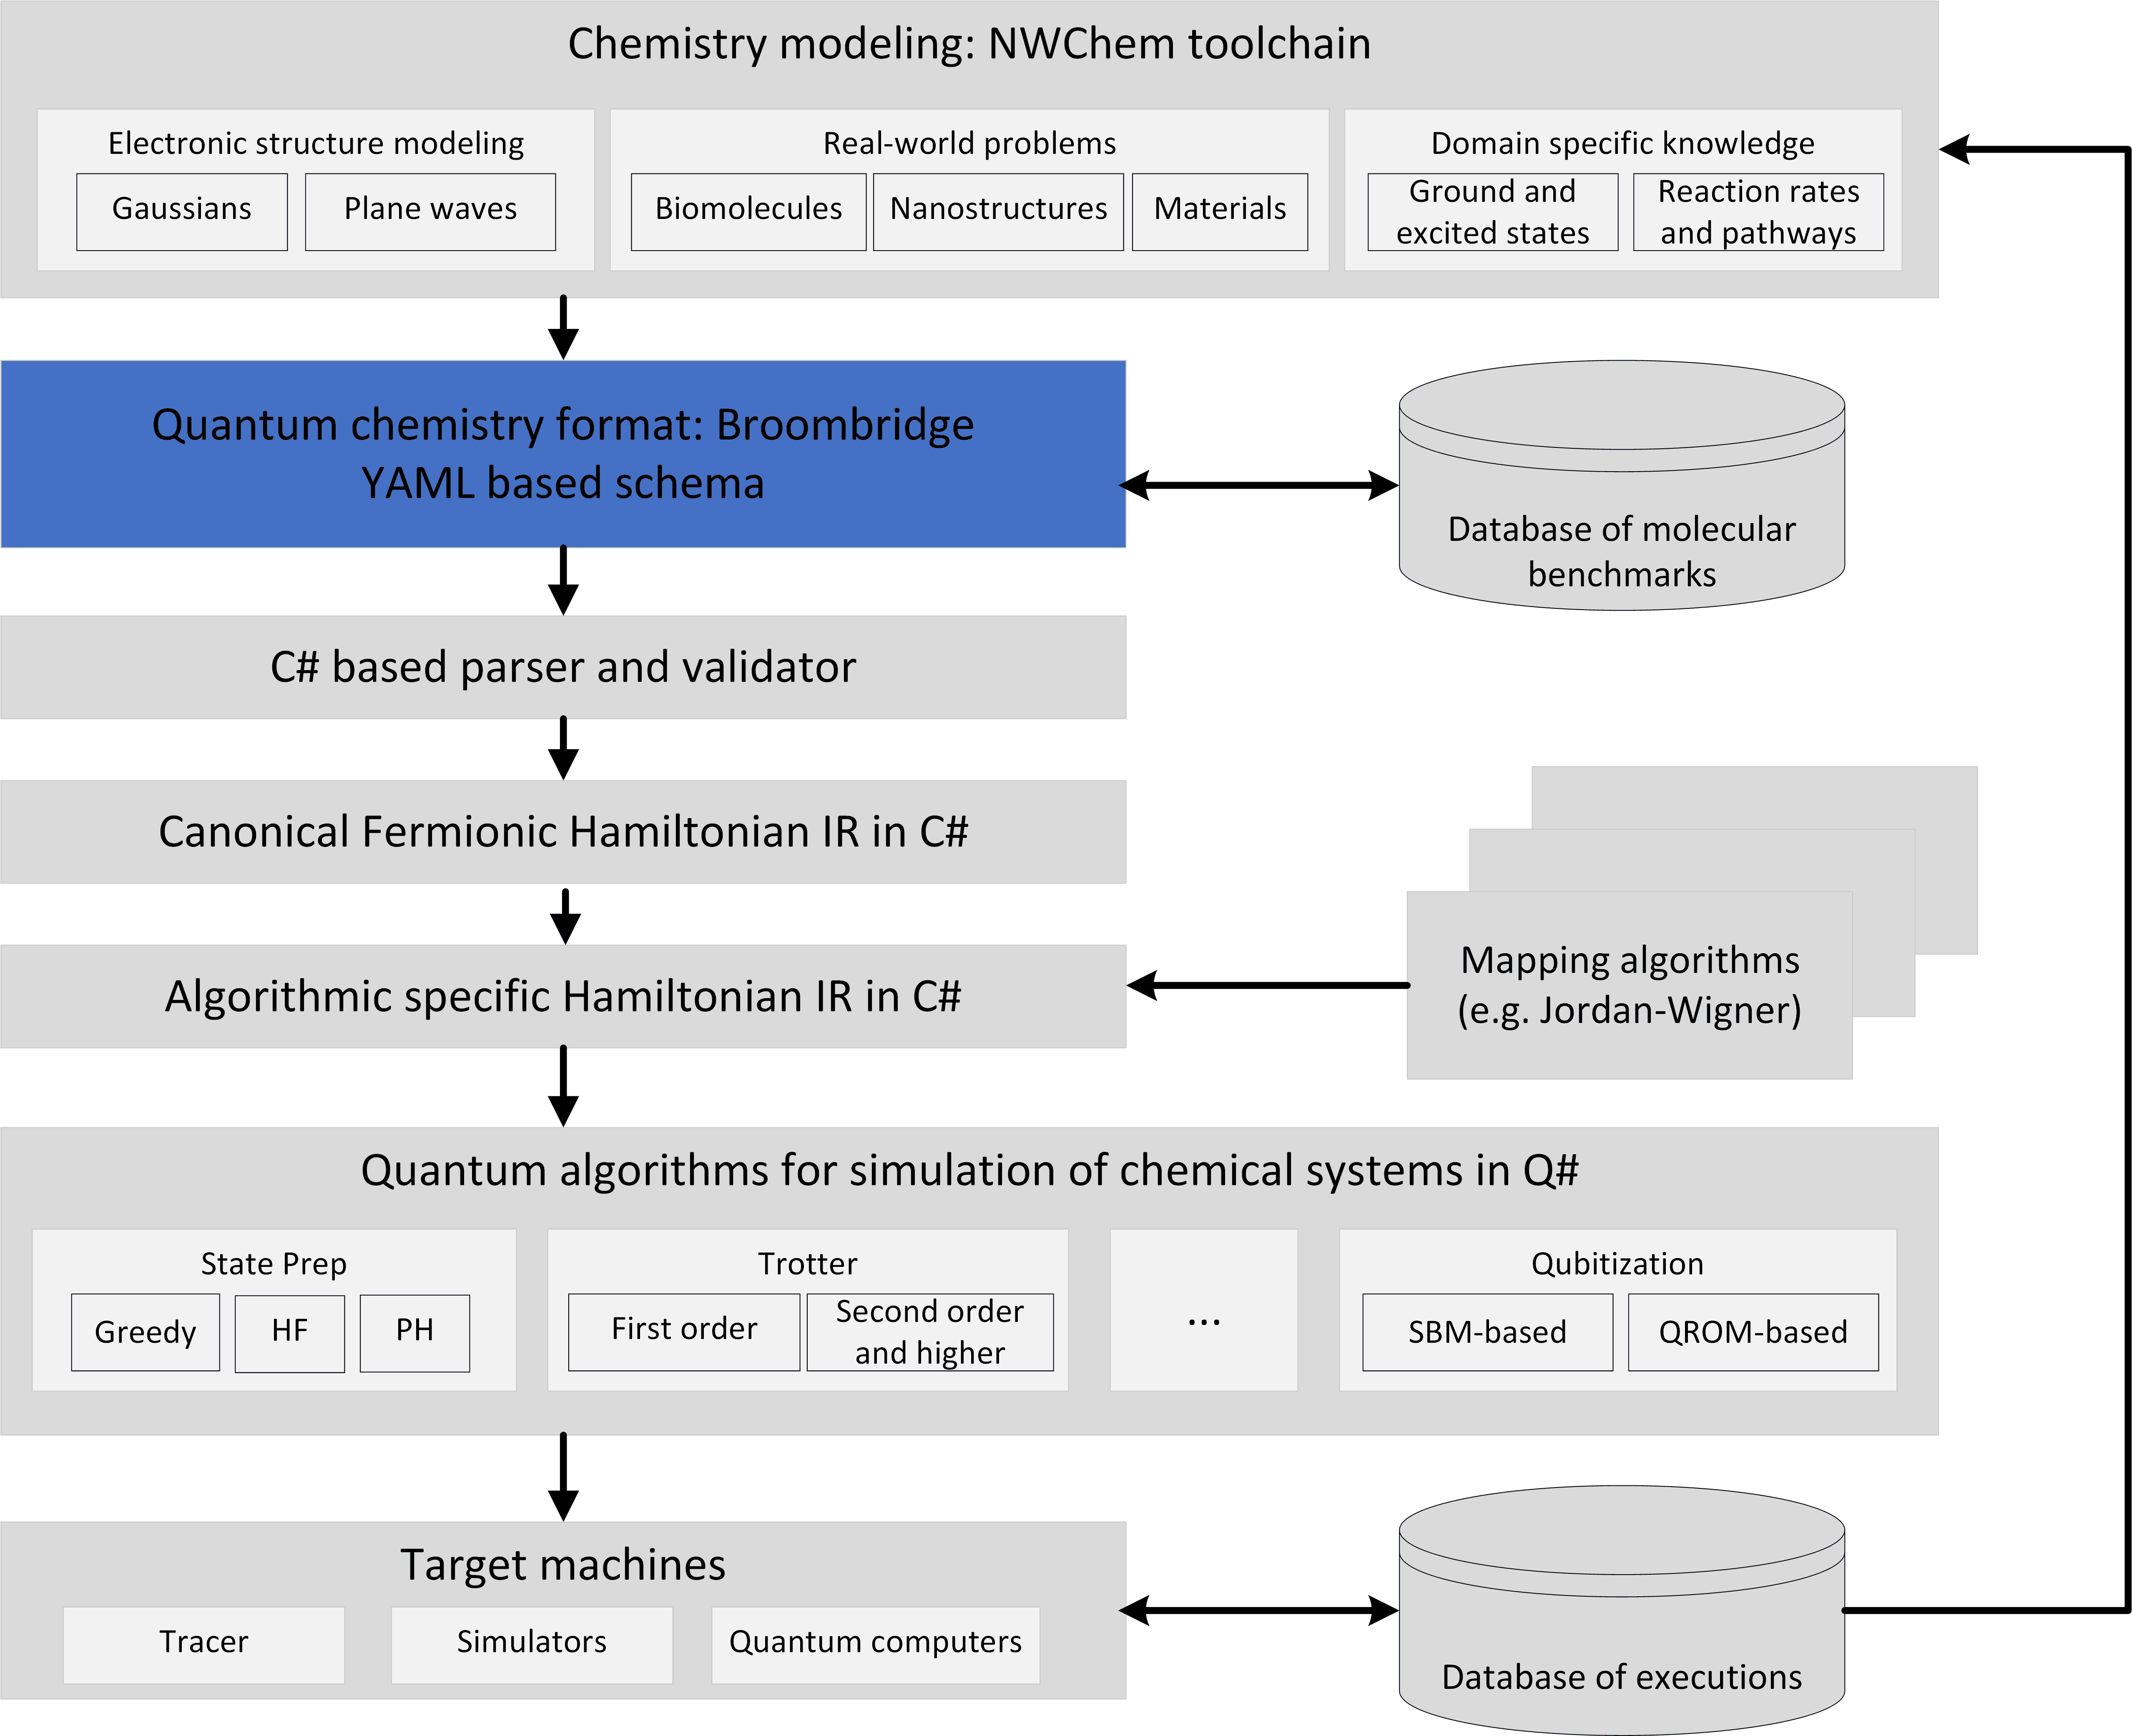 Chemistry modeling: NWChem toolchain
Electronic structure modeling
Gaussians
Plane waves
Real-world problems
Biomolecules
Nanostructures
Materials
Domain specific knowledge
Ground and
excited states
Reaction rates
and pathways
Quantum chemistry format: Broombridge
YAML based schema
Database of molecular
benchmarks
C# based parser and validator
Canonical Fermionic Hamiltonian IR in C#
Algorithmic specific Hamiltonian IR in C#
Mapping algorithms
(e.g. Jordan-Wigner)
Quantum algorithms for simulation of chemical systems in Q#
State Prep
Greedy
HF
PH
Trotter
First order
Second order
and higher
...
Qubitization
SBM-based
QROM-based
Target machines
Tracer
Simulators
Quantum computers
Database of executions